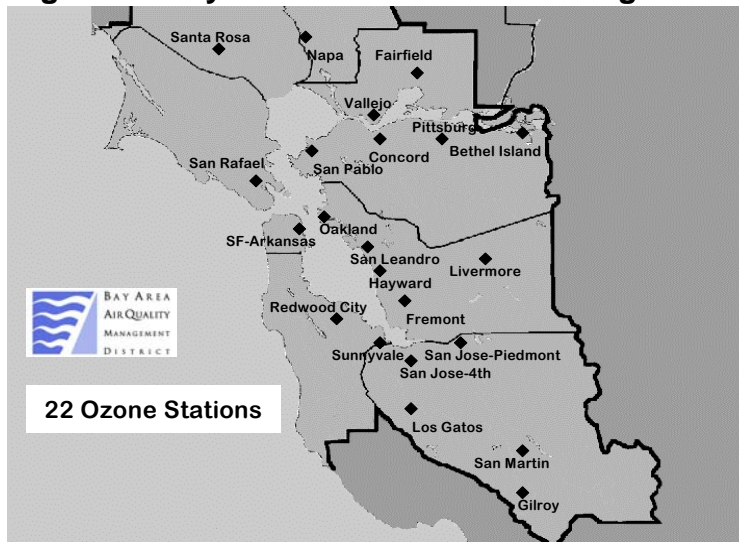 Santa Rosa
Napa
Fairfield
Vallejo
Pittsburg
Concord
Bethel Island
San Rafael
San Pablo
Oakland
SF-Arkansas
San Leandro
Livermore
Hayward
Redwood City
Fremont
Sunnyvale
San Jose-Piedmont
San Jose-4th
Los Gatos
San Martin
Gilroy
BAY AREA
AIR QUALITY
MANAGEMENT
DISTRICT
22 Ozone Stations